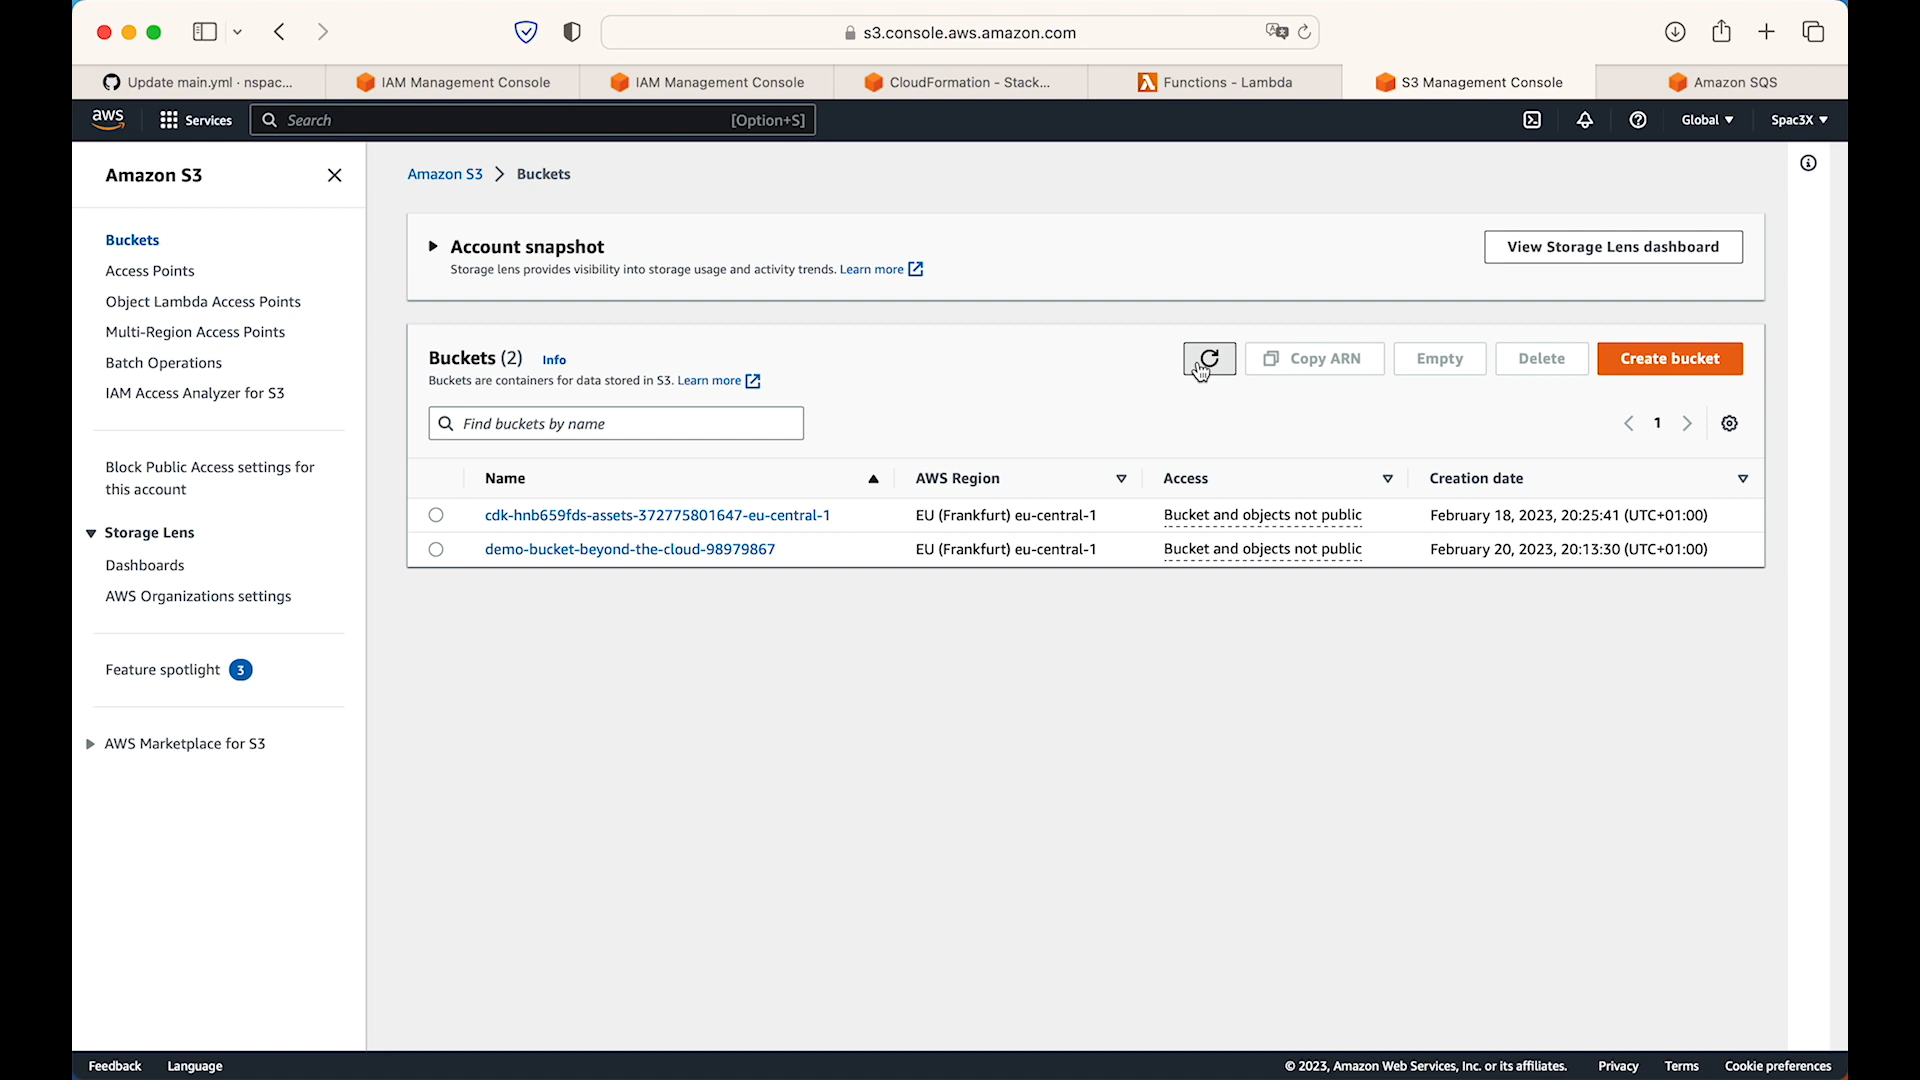 s3.console.aws.amazon.com
Update main.yml · nspac...
IAM Management Console
IAM Management Console
CloudFormation - Stack...
Functions - Lambda
S3 Management Console
Amazon SQS
aws
Services
Search
[Option+S]
Global
Spac3X
Amazon S3
Buckets
Access Points
Object Lambda Access Points
Multi-Region Access Points
Batch Operations
IAM Access Analyzer for S3
Block Public Access settings for
this account
Storage Lens
Dashboards
AWS Organizations settings
Feature spotlight 3
AWS Marketplace for S3
Amazon S3 > Buckets
Account snapshot
Storage lens provides visibility into storage usage and activity trends. Learn more
View Storage Lens dashboard
Buckets (2) Info
Buckets are containers for data stored in S3. Learn more
Copy ARN
Empty
Delete
Create bucket
Find buckets by name
1
Name AWS Region Access Creation date
cdk-hnb659fds-assets-372775801647-eu-central-1 EU (Frankfurt) eu-central-1 Bucket and objects not public February 18, 2023, 20:25:41 (UTC+01:00)
demo-bucket-beyond-the-cloud-98979867 EU (Frankfurt) eu-central-1 Bucket and objects not public February 20, 2023, 20:13:30 (UTC+01:00)
Feedback Language © 2023, Amazon Web Services, Inc. or its affiliates. Privacy Terms Cookie preferences